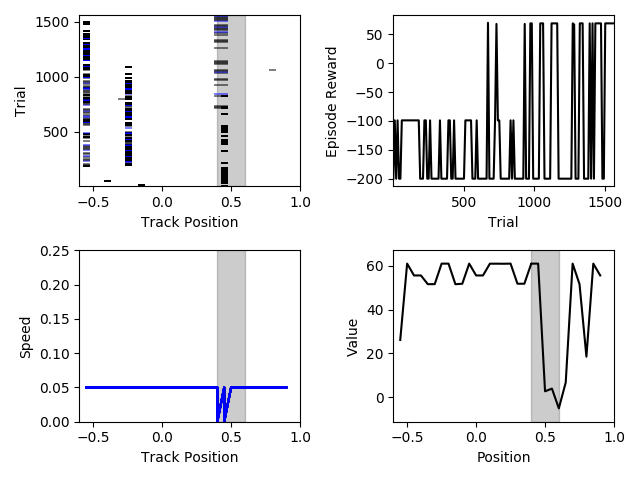 1500
1000
500
Trial
−0.5 0.0 0.5 1.0
Track Position
50
0
−50
−100
−150
−200
Episode Reward
500 1000 1500
Trial
0.25
0.20
0.15
0.10
0.05
0.00
Speed
−0.5 0.0 0.5 1.0
Track Position
60
40
20
0
Value
−0.5 0.0 0.5 1.0
Position